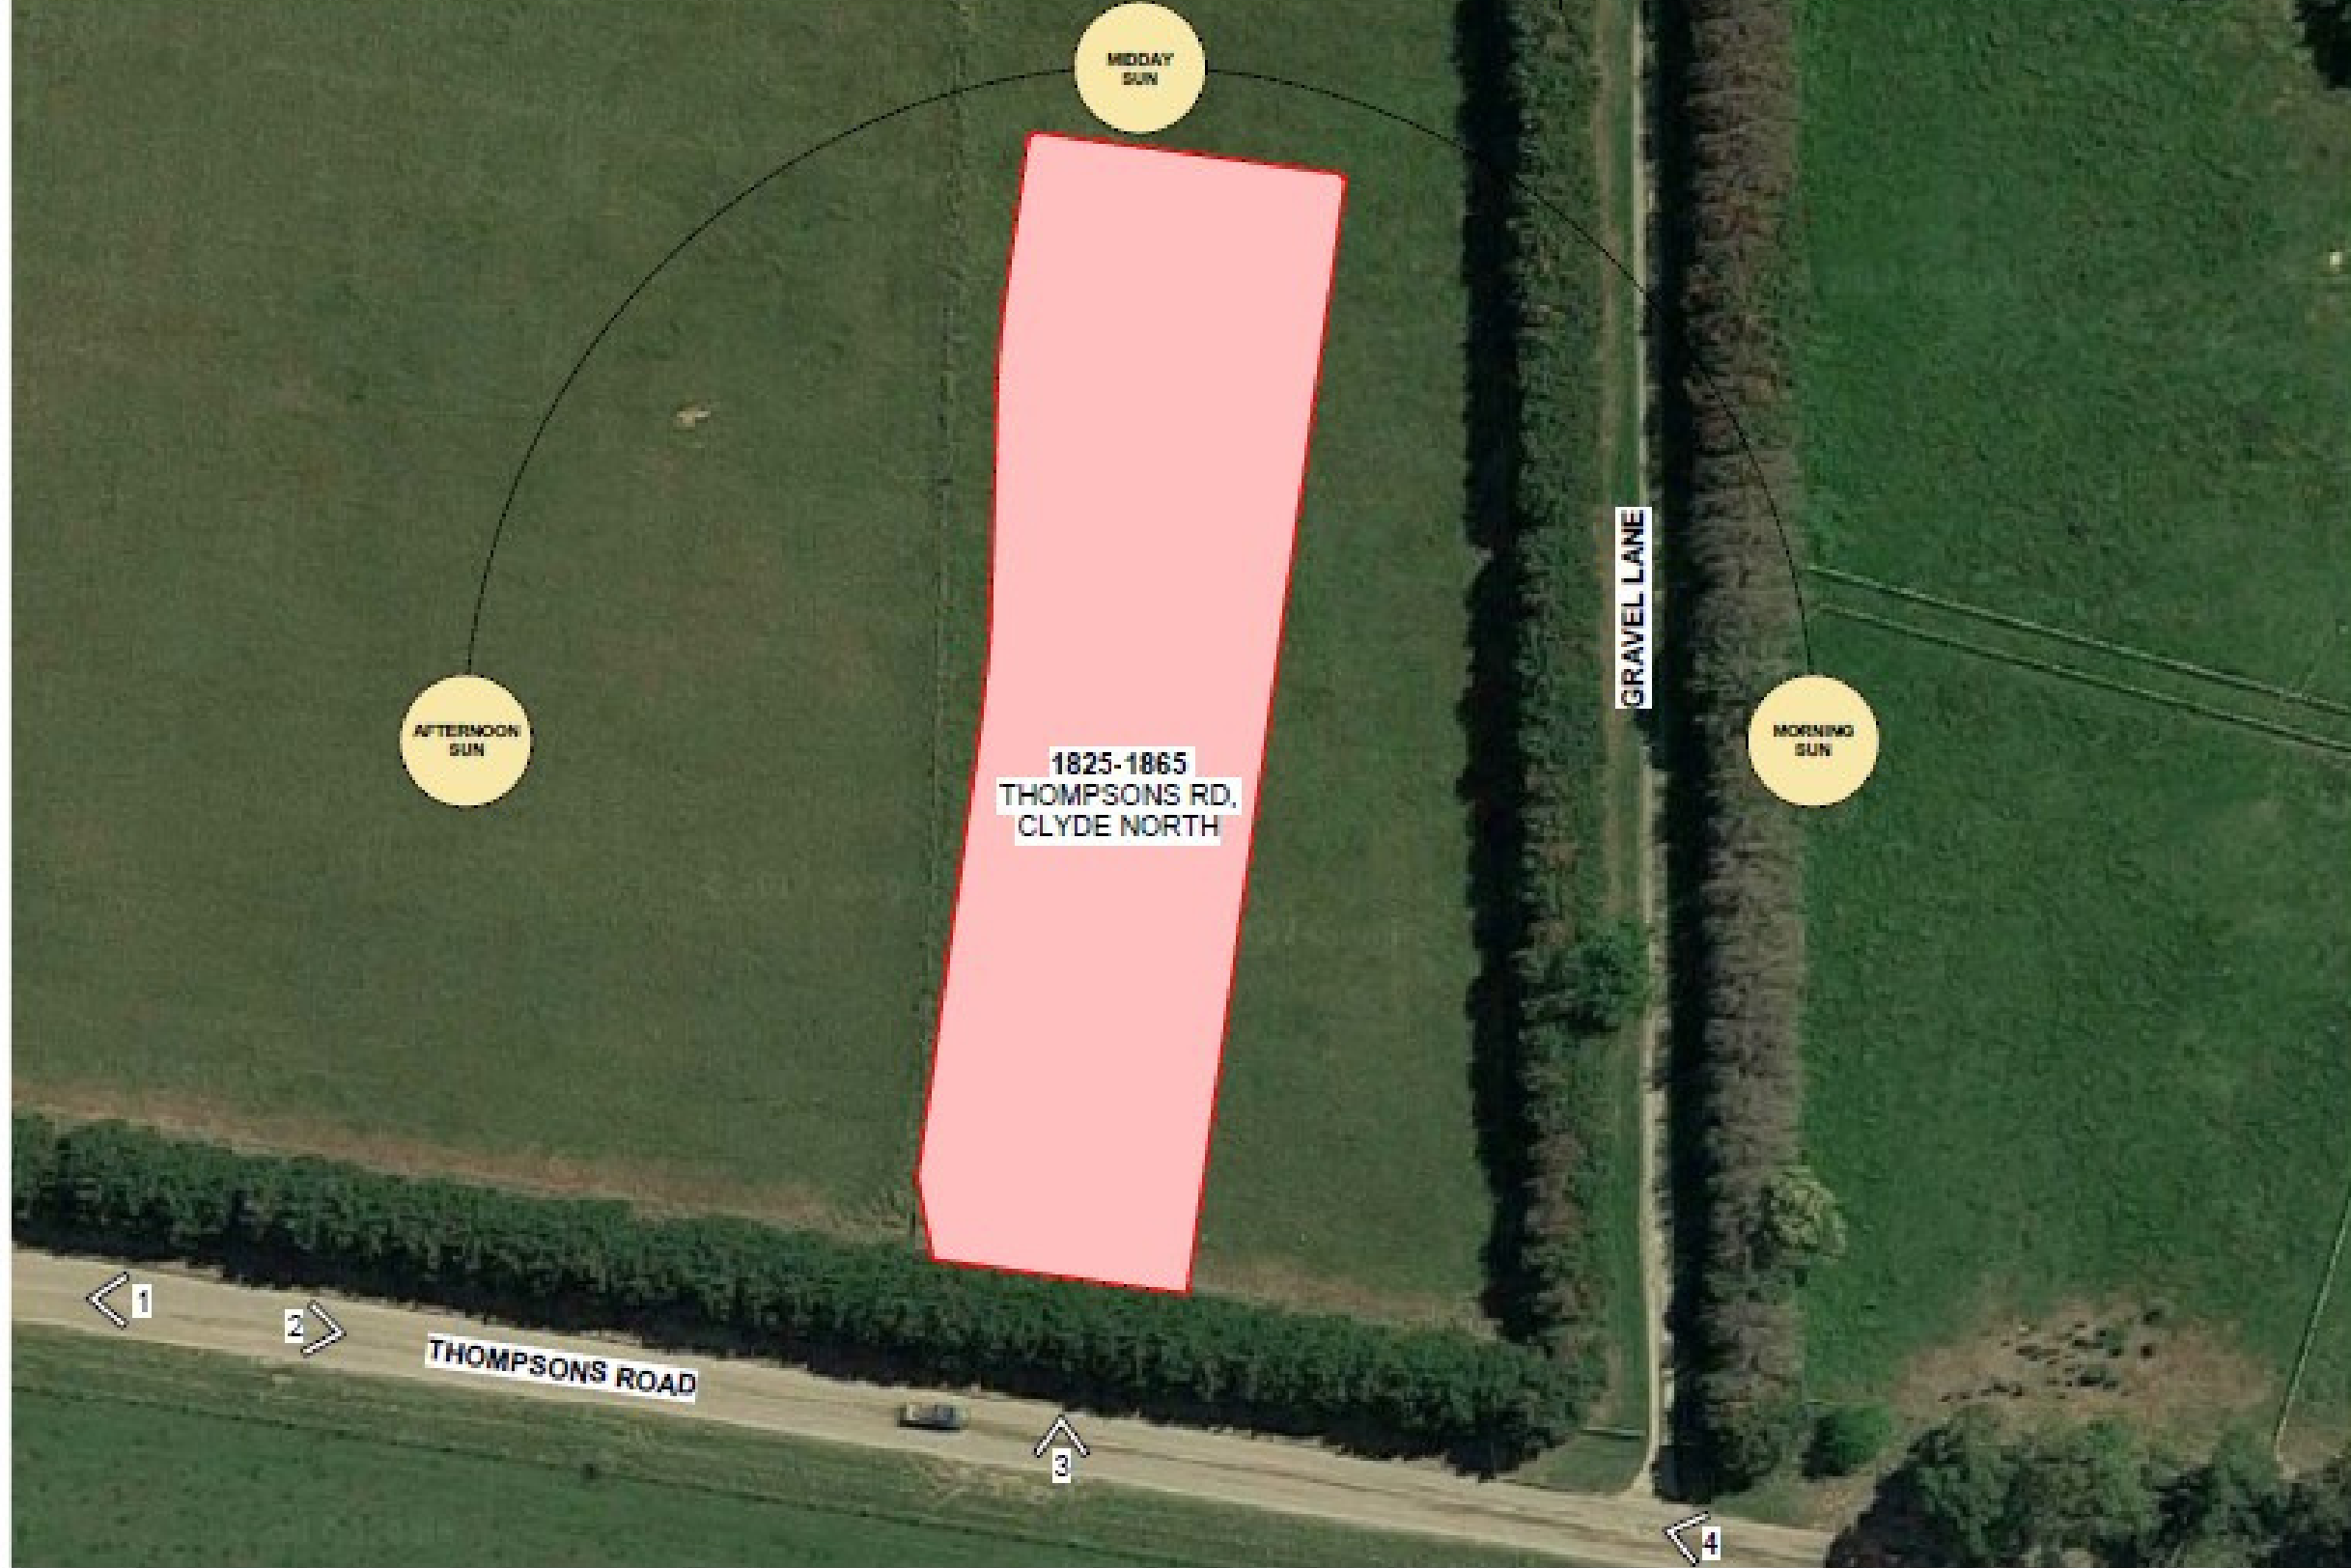 MIDDAY
SUN
GRAVEL LANE
AFTERNOON
SUN
MORNING
SUN
1825-1865
THOMPSONS RD,
CLYDE NORTH
1
2
THOMPSONS ROAD
3
4